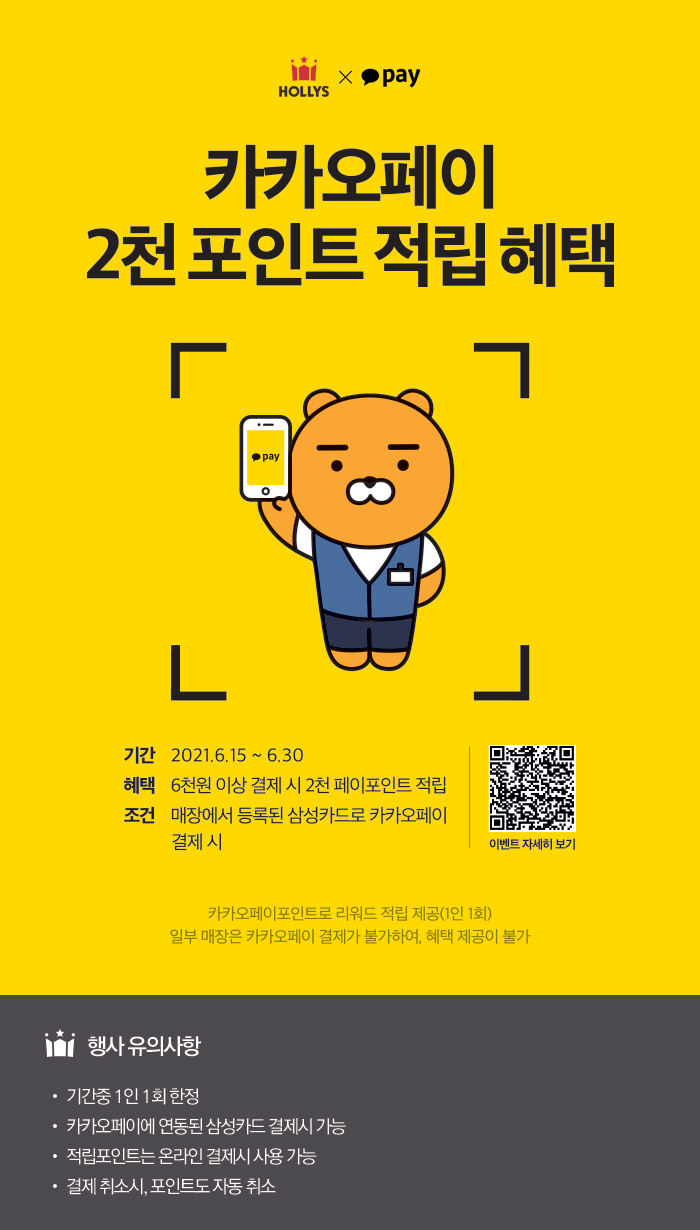 HOLLYS × pay
카카오페이
2천 포인트 적립 혜택
pay
기간 2021.6.15 ~ 6.30
혜택 6천원 이상 결제 시 2천 페이포인트 적립
조건 매장에서 등록된 삼성카드로 카카오페이
결제 시
이벤트 자세히 보기
카카오페이포인트로 리워드 적립 제공(1인 1회)
일부 매장은 카카오페이 결제가 불가하여, 혜택 제공이 불가
행사 유의사항
• 기간중 1인 1회 한정
• 카카오페이에 연동된 삼성카드 결제시 가능
• 적립포인트는 온라인 결제시 사용 가능
• 결제 취소시, 포인트도 자동 취소